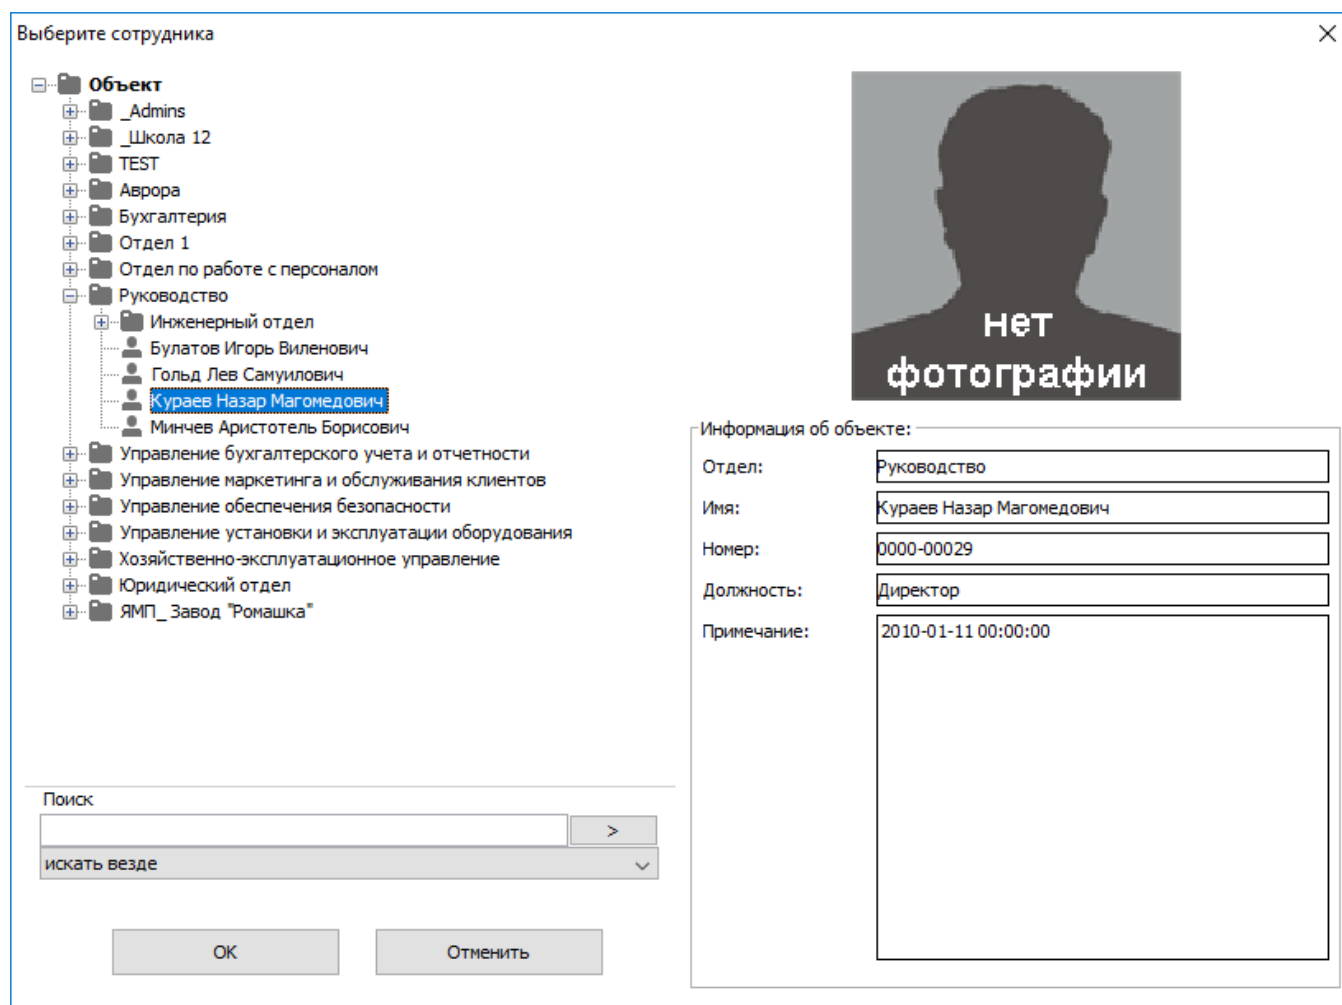 Выберите сотрудника
Объект
_Admins
_Школа 12
TEST
Аврора
Бухгалтерия
Отдел 1
Отдел по работе с персоналом
Руководство
Инженерный отдел
Булатов Игорь Виленович
Гольд Лев Самуилович
Кураев Назар Магомедович
Минчев Аристотель Борисович
Управление бухгалтерского учета и отчетности
Управление маркетинга и обслуживания клиентов
Управление обеспечения безопасности
Управление установки и эксплуатации оборудования
Хозяйственно-эксплуатационное управление
Юридический отдел
ЯМП_ Завод "Ромашка"
Поиск
>
искать везде
OK Отменить
нет
фотографии
Информация об объекте:
Отдел: Руководство
Имя: Кураев Назар Магомедович
Номер: 0000-00029
Должность: Директор
Примечание: 2010-01-11 00:00:00